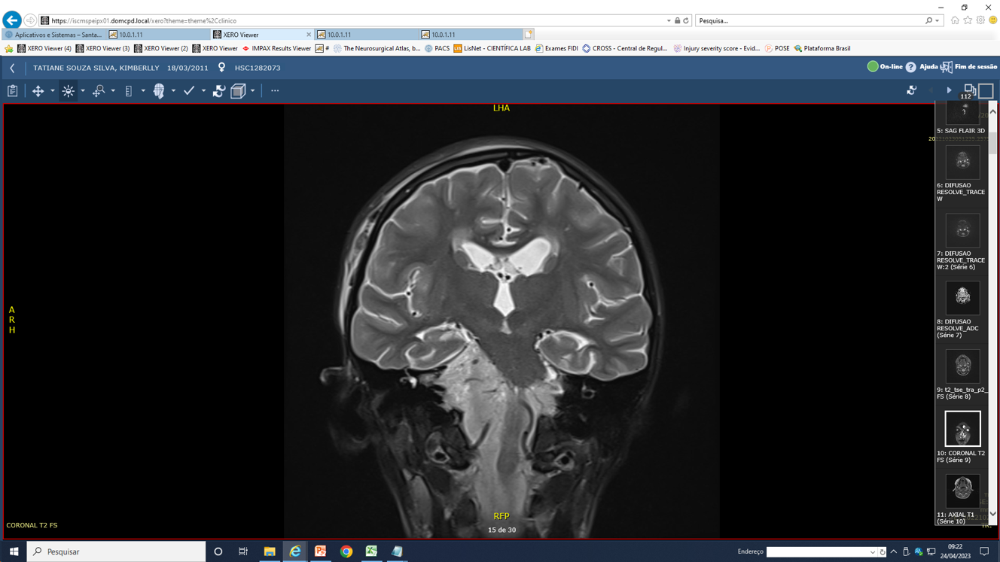 https://iscmspeipx01.domcpd.local/xero?theme=theme%2Cclinico
Pesquisa...
Aplicativos e Sistemas – Santa...
10.0.1.11
XERO Viewer
10.0.1.11
10.0.1.11
XERO Viewer (4)
XERO Viewer (3)
XERO Viewer (2)
XERO Viewer
IMPAX Results Viewer
#
The Neurosurgical Atlas, b...
PACS
LisNet - CIENTÍFICA LAB
Exames FIDI
CROSS - Central de Regul...
Injury severity score - Evid...
POSE
Plataforma Brasil
TATIANE SOUZA SILVA, KIMBERLLY 18/03/2011 HSC1282073
On-line
Ajuda
Fim de sessão
112
LHA
A
R
H
RFP
15 de 30
CORONAL T2 FS
5: SAG FLAIR 3D
6: DIFUSAO
RESOLVE_TRACE
W
7: DIFUSAO
RESOLVE_TRACE
W:2 (Série 6)
8: DIFUSAO
RESOLVE_ADC
(Série 7)
9: t2_tse_tra_p2_
FS (Série 8)
10: CORONAL T2
FS (Série 9)
11: AXIAL T1
(Série 10)
Pesquisar
Endereço
09:22
24/04/2023